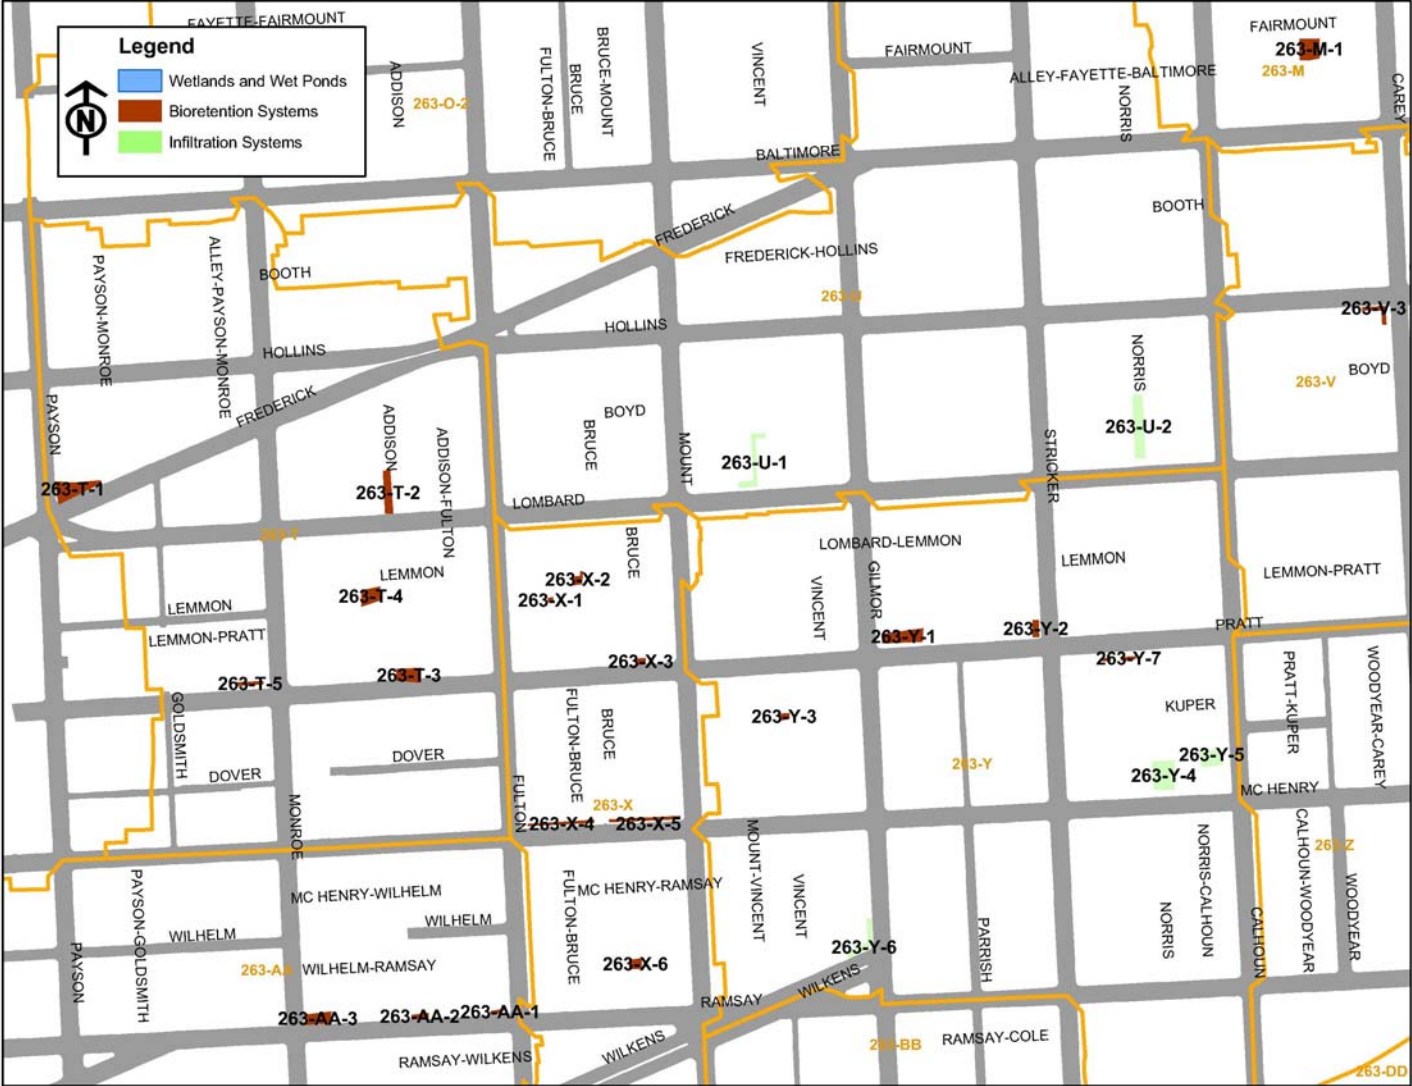 FAYETTE-FAIRMOUNT
Legend
Wetlands and Wet Ponds
Bioretention Systems
Infiltration Systems
N
ADDISON
263-O-2
FULTON-BRUCE
BRUCE
BRUCE-MOUNT
VINCENT
FAIRMOUNT
FAIRMOUNT
263-M-1
263-M
ALLEY-FAYETTE-BALTIMORE
NORRIS
CAREY
BALTIMORE
BOOTH
FREDERICK
FREDERICK-HOLLINS
PAYSON-MONROE
ALLEY-PAYSON-MONROE
BOOTH
263-U
263-V-3
HOLLINS
HOLLINS
NORRIS
BOYD
263-V
FREDERICK
PAYSON
ADDISON
ADDISON-FULTON
BOYD
BRUCE
MOUNT
263-U-1
263-U-2
STRICKER
263-T-1
263-T-2
LOMBARD
263-T
BRUCE
LOMBARD-LEMMON
LEMMON
LEMMON-PRATT
LEMMON
263-X-2
263-X-1
VINCENT
GILMOR
263-T-4
LEMMON
LEMMON-PRATT
263-Y-1
263-Y-2
PRATT
263-X-3
263-Y-7
263-T-5
263-T-3
GOLDSMITH
FULTON-BRUCE
BRUCE
263-Y-3
KUPER
PRATT-KUPER
WOODYEAR-CAREY
DOVER
DOVER
263-Y
263-Y-5
263-Y-4
MC HENRY
MONROE
FULTON
263-X
263-X-4
263-X-5
MOUNT-VINCENT
NORRIS-CALHOUN
CALHOUN-WOODYEAR
263-Z
PAYSON-GOLDSMITH
MC HENRY-WILHELM
FULTON-BRUCE
MC HENRY-RAMSAY
VINCENT
WOODYEAR
WILHELM
WILHELM
NORRIS
CALHOUN
PARRISH
263-Y-6
PAYSON
263-AA
WILHELM-RAMSAY
263-X-6
WILKENS
RAMSAY
263-AA-3
263-AA-2
263-AA-1
RAMSAY-WILKENS
WILKENS
263-BB
RAMSAY-COLE
263-DD